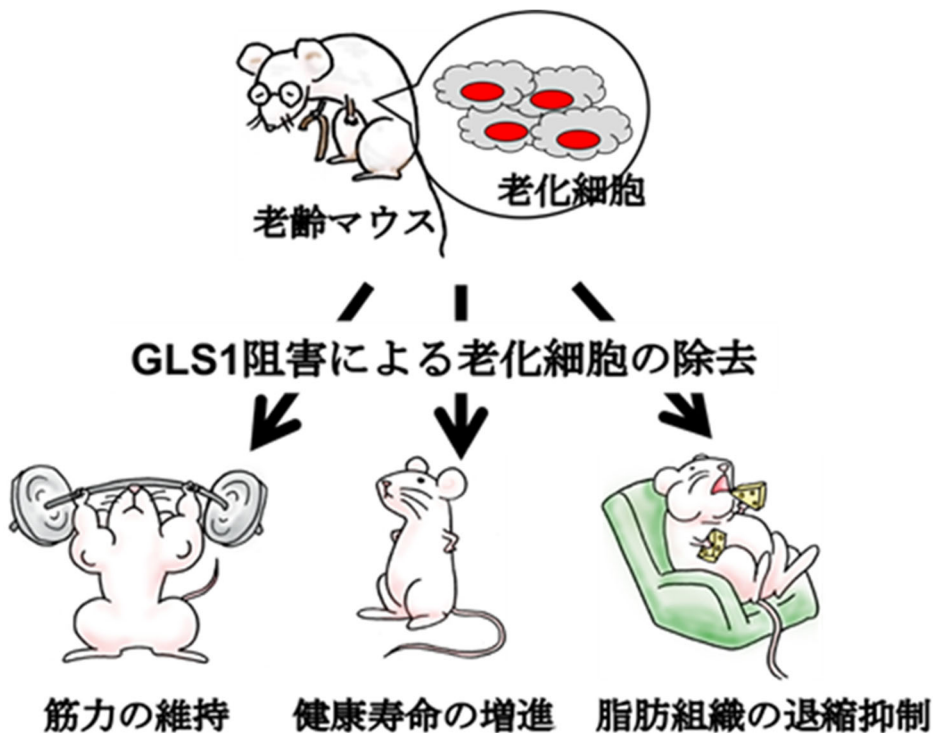 老化細胞
老齢マウス
GLS1阻害による老化細胞の除去
筋力の維持
健康寿命の増進
脂肪組織の退縮抑制